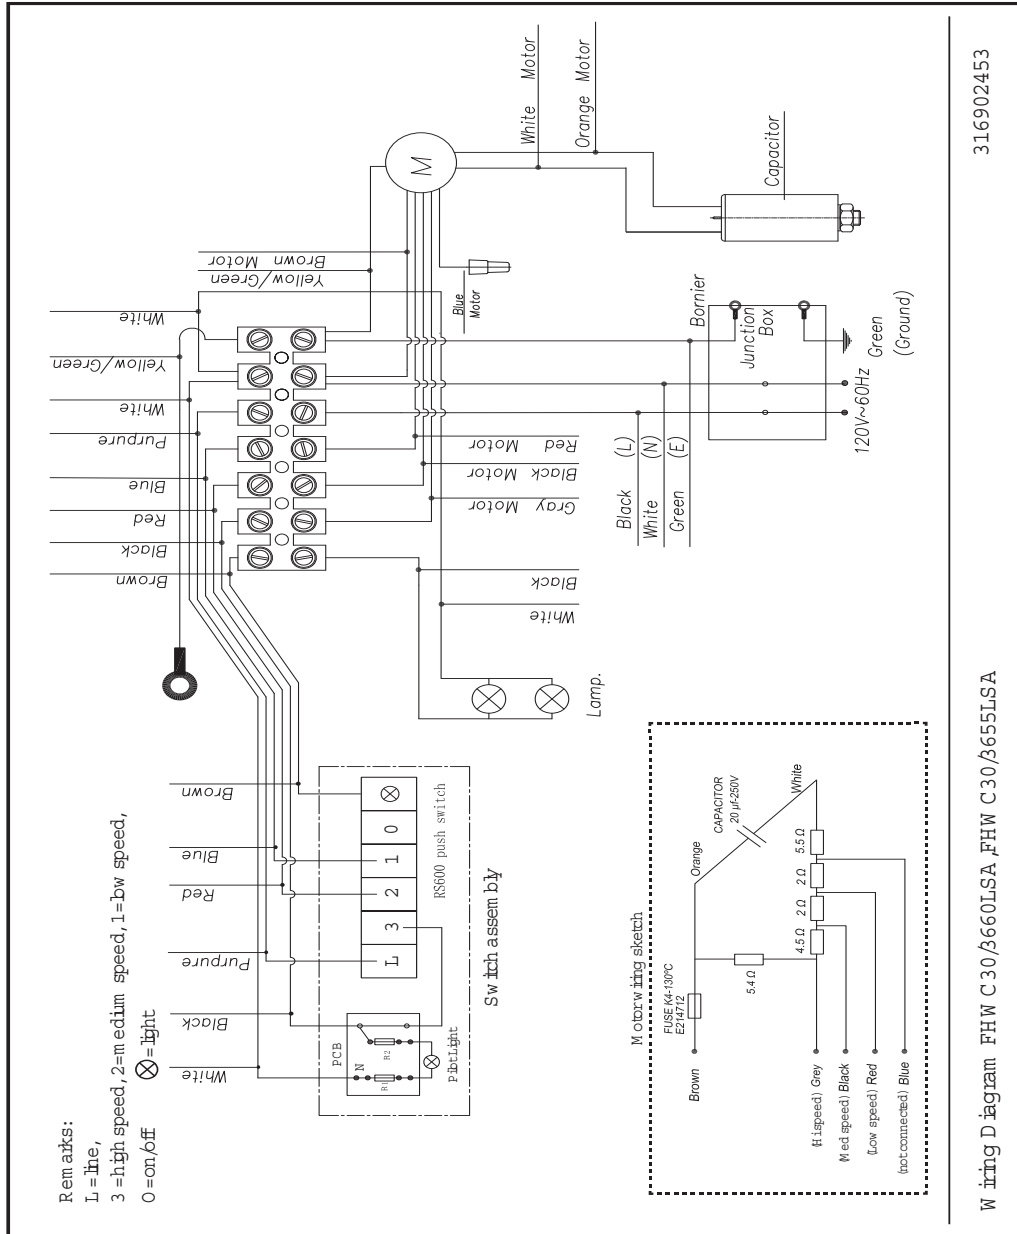 Remarks:
L=line,
3=high speed, 2=medium speed, 1=low speed,
0=on/off ⊗=light
White
Black
Purpure
Red
Blue
Brown
PCB
N
R1
R2
Pilot Light
L
3
2
1
0
RS600 push switch
Switch assembly
Brown
Black
Red
Blue
Purpure
White
Yellow/Green
White
Yellow/Green
Brown Motor
M
White Motor
Orange Motor
Capacitor
Blue
Motor
Bornier
Junction
Box
Green
(Ground)
120V~60Hz
Black (L)
White (N)
Green (E)
Red Motor
Black Motor
Gray Motor
Black
White
Lamp.
Motor wiring sketch
FUSE K4-130ºC
E214712
Brown
Orange
CAPACITOR
20 µf-250V
White
5.4 Ω
4.5 Ω
2 Ω
2 Ω
5.5 Ω
(Hi speed) Grey
(Med speed) Black
(Low speed) Red
(not connected) Blue
Wiring Diagram FHWC30/3660LSA,FHWC30/3655LSA
316902453